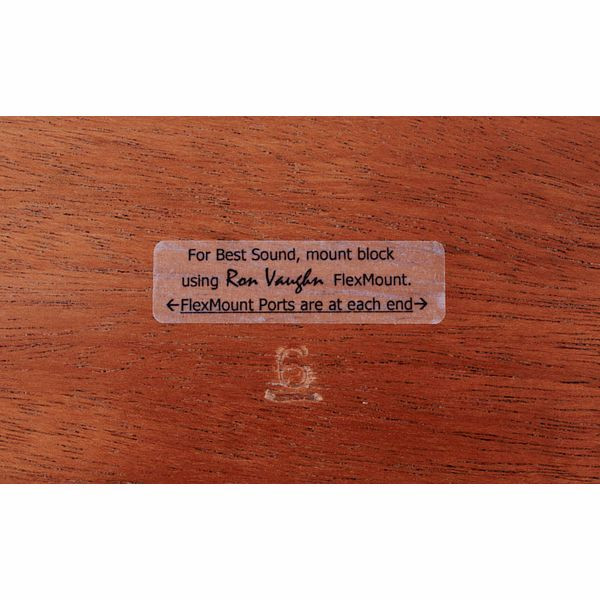 For Best Sound, mount block
using Ron Vaughn FlexMount.
←FlexMount Ports are at each end→
6